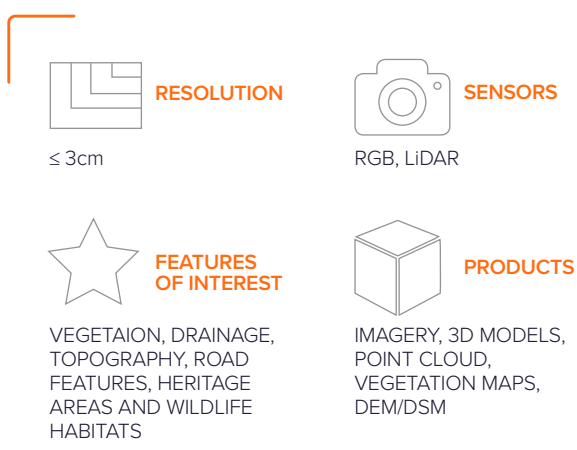 RESOLUTION
≤ 3cm
SENSORS
RGB, LiDAR
FEATURES
OF INTEREST
VEGETAION, DRAINAGE,
TOPOGRAPHY, ROAD
FEATURES, HERITAGE
AREAS AND WILDLIFE
HABITATS
PRODUCTS
IMAGERY, 3D MODELS,
POINT CLOUD,
VEGETATION MAPS,
DEM/DSM